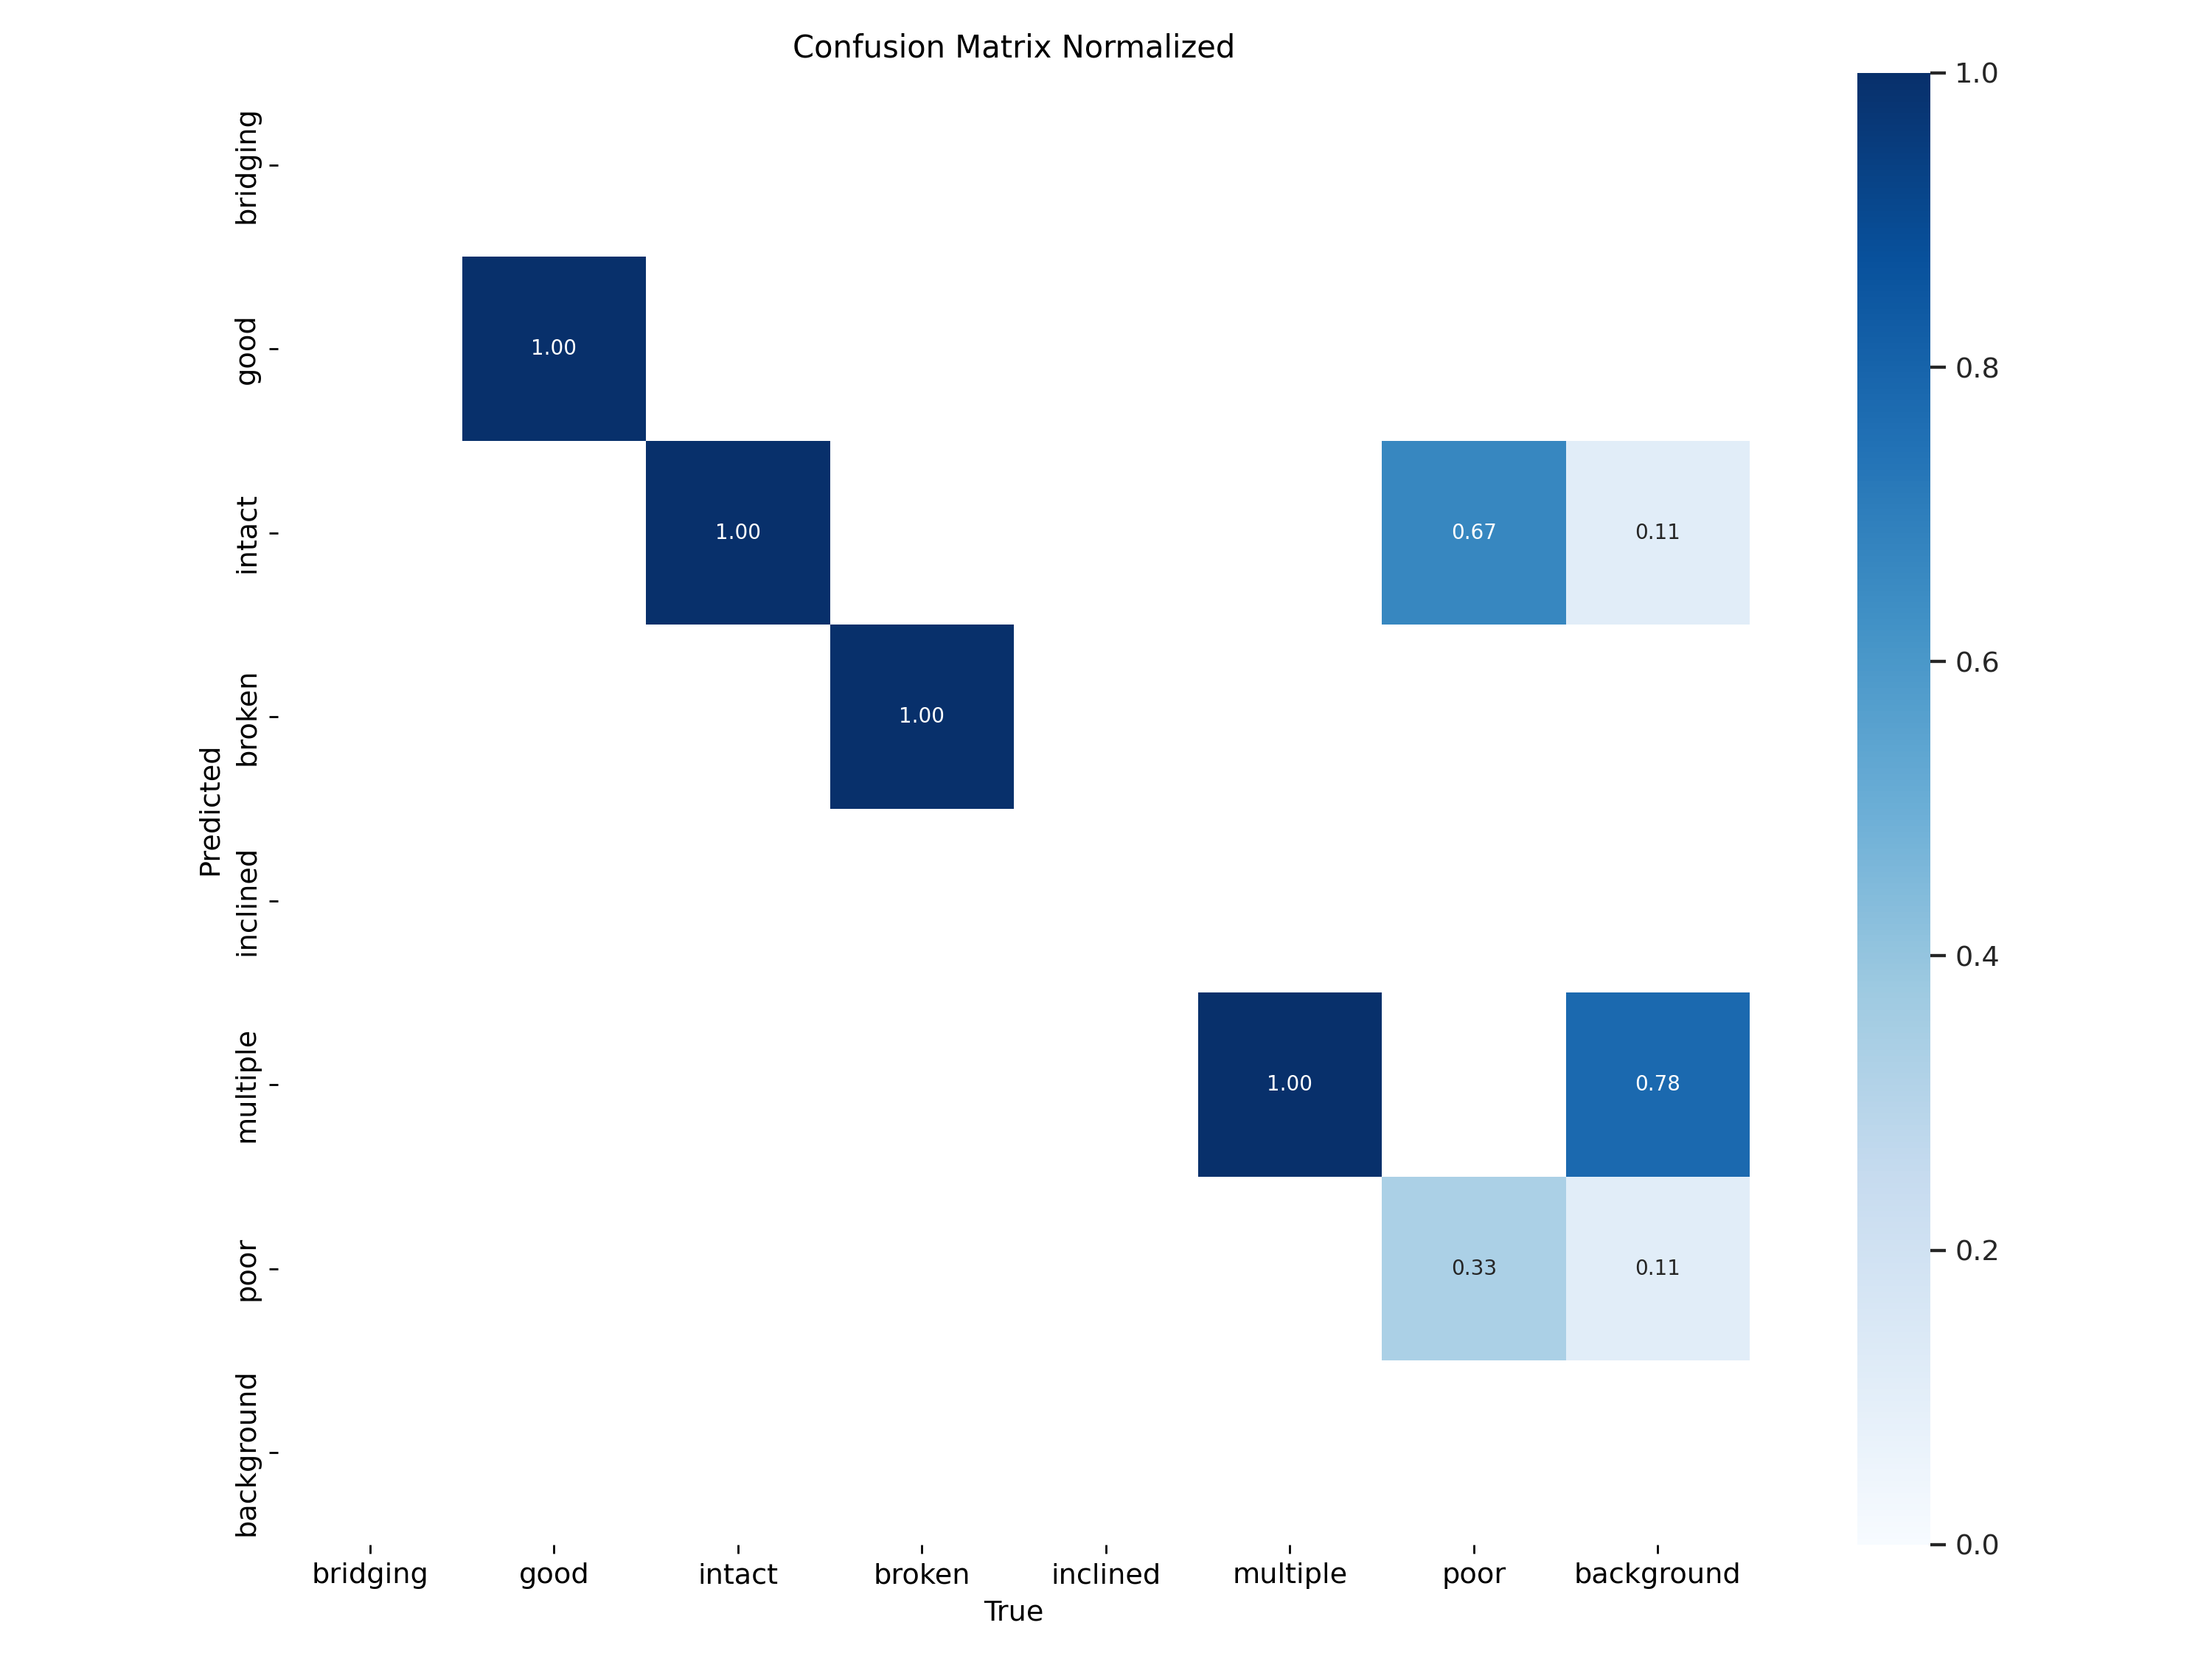 Confusion Matrix Normalized
1.0
bridging
good
1.00
0.8
intact
1.00
0.67
0.11
0.6
broken
1.00
Predicted
inclined
0.4
multiple
1.00
0.78
0.2
poor
0.33
0.11
background
0.0
bridging good intact broken inclined multiple poor background
True